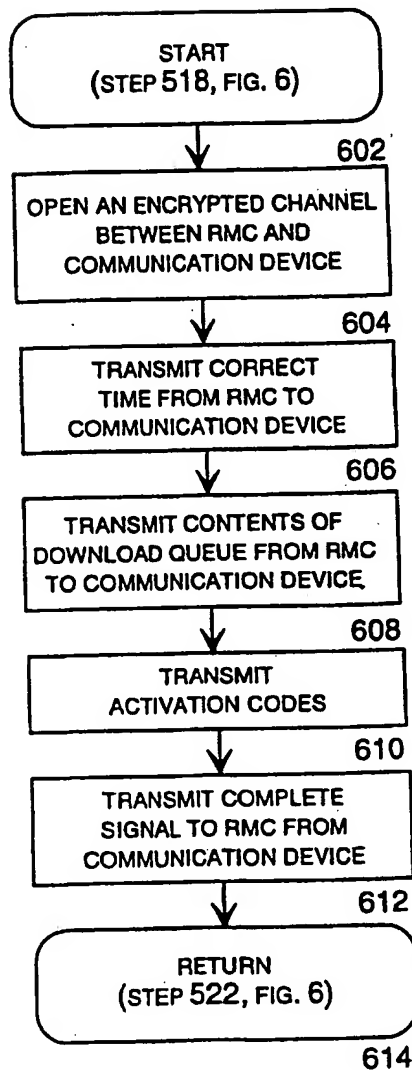 START
(STEP 518, FIG. 6)
602
OPEN AN ENCRYPTED CHANNEL
BETWEEN RMC AND
COMMUNICATION DEVICE
604
TRANSMIT CORRECT
TIME FROM RMC TO
COMMUNICATION DEVICE
606
TRANSMIT CONTENTS OF
DOWNLOAD QUEUE FROM RMC
TO COMMUNICATION DEVICE
608
TRANSMIT
ACTIVATION CODES
610
TRANSMIT COMPLETE
SIGNAL TO RMC FROM
COMMUNICATION DEVICE
612
RETURN
(STEP 522, FIG. 6)
614